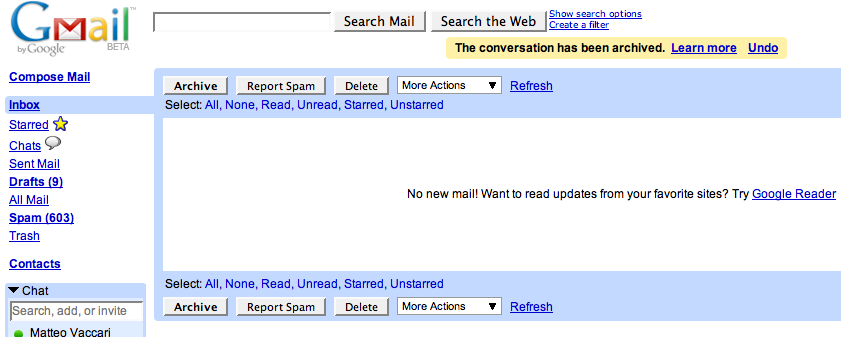 Gmail™
by Google BETA
Search Mail Search the Web Show search options
Create a filter
The conversation has been archived. Learn more Undo
Compose Mail
Inbox
Starred
Chats
Sent Mail
Drafts (9)
All Mail
Spam (603)
Trash
Contacts
Chat
Search, add, or invite
Matteo Vaccari
Archive Report Spam Delete More Actions Refresh
Select: All, None, Read, Unread, Starred, Unstarred
No new mail! Want to read updates from your favorite sites? Try Google Reader
Select: All, None, Read, Unread, Starred, Unstarred
Archive Report Spam Delete More Actions Refresh